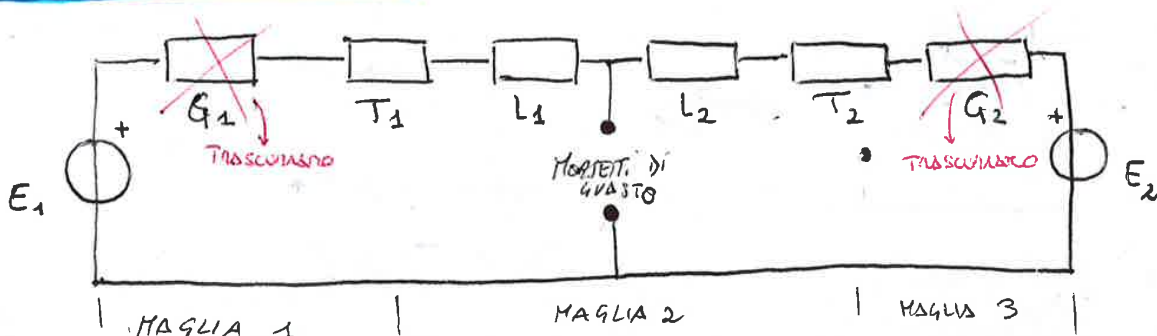 G1 T1 L1 L2 T2 G2
+ +
TRASCURATO MORSETTI DI TRASCURATO
GUASTO
E1 E2
MAGLIA 1 MAGLIA 2 MAGLIA 3